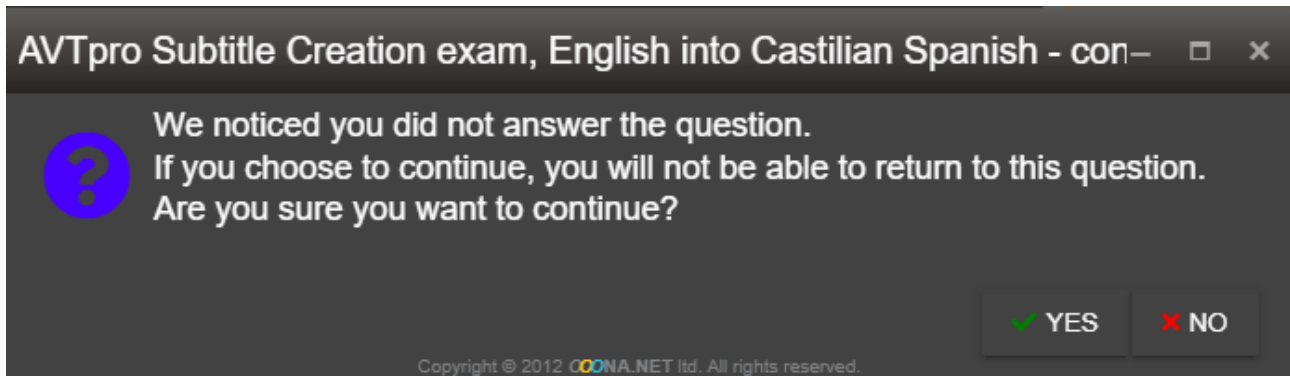 AVTpro Subtitle Creation exam, English into Castilian Spanish - con
We noticed you did not answer the question.
If you choose to continue, you will not be able to return to this question.
Are you sure you want to continue?
YES
NO
Copyright © 2012 OOONA.NET ltd. All rights reserved.